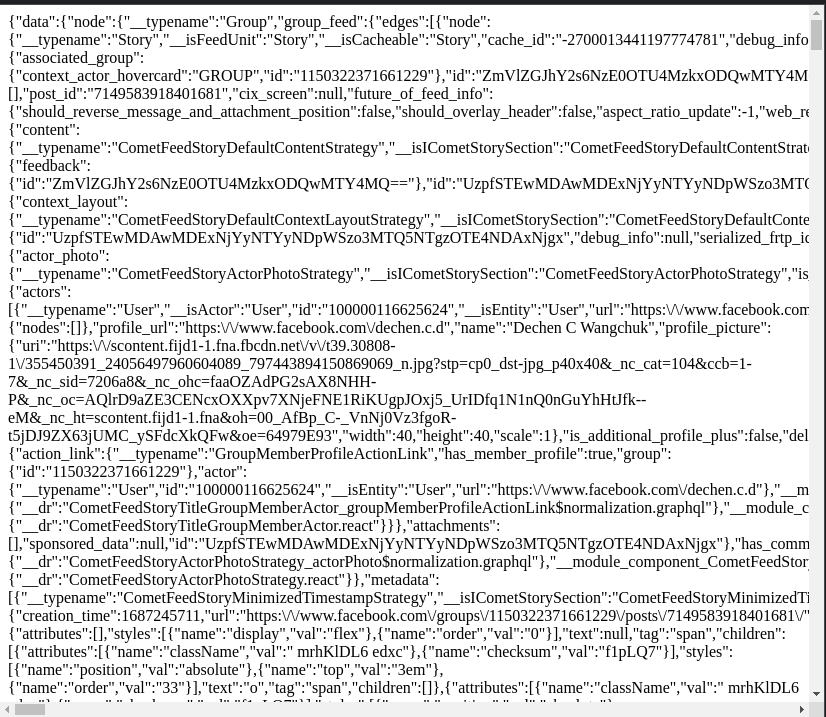 {"data":{"node":{"__typename":"Group","group_feed":{"edges":[{"node":
{"__typename":"Story","__isFeedUnit":"Story","__isCacheable":"Story","cache_id":"-2700013441197774781","debug_info
{"associated_group":
{"context_actor_hovercard":"GROUP","id":"1150322371661229"},"id":"ZmVlZGJhY2s6NzE0OTU4MzkxODQwMTY4M
[],"post_id":"7149583918401681","cix_screen":null,"future_of_feed_info":
{"should_reverse_message_and_attachment_position":false,"should_overlay_header":false,"aspect_ratio_update":-1,"web_re
{"content":
{"__typename":"CometFeedStoryDefaultContentStrategy","__isICometStorySection":"CometFeedStoryDefaultContentStrate
{"feedback":
{"id":"ZmVlZGJhY2s6NzE0OTU4MzkxODQwMTY4MQ=="},"id":"UzpfSTEwMDAwMDExNjYyNTYyNDpWSzo3MTQ
{"context_layout":
{"__typename":"CometFeedStoryDefaultContextLayoutStrategy","__isICometStorySection":"CometFeedStoryDefaultConte
{"id":"UzpfSTEwMDAwMDExNjYyNTYyNDpWSzo3MTQ5NTgzOTE4NDAxNjgx","debug_info":null,"serialized_frtp_id
{"actor_photo":
{"__typename":"CometFeedStoryActorPhotoStrategy","__isICometStorySection":"CometFeedStoryActorPhotoStrategy","is_
{"actors":
[{"__typename":"User","__isActor":"User","id":"100000116625624","__isEntity":"User","url":"https:\/\/www.facebook.com
{"nodes":[]},"profile_url":"https:\/\/www.facebook.com\/dechen.c.d","name":"Dechen C Wangchuk","profile_picture":
{"uri":"https:\/\/scontent.fijd1-1.fna.fbcdn.net\/v\/t39.30808-
1\/355450391_24056497960604089_797443894150869069_n.jpg?stp=cp0_dst-jpg_p40x40&_nc_cat=104&ccb=1-
7&_nc_sid=7206a8&_nc_ohc=faaOZAdPG2sAX8NHH-
P&_nc_oc=AQlrD9aZE3CENcxOXXpv7XNjeFNE1RiKUgpJOxj5_UrIDfq1N1nQ0nGuYhHtJfk--
eM&_nc_ht=scontent.fijd1-1.fna&oh=00_AfBp_C-_VnNj0Vz3fgoR-
t5jDJ9ZX63jUMC_ySFdcXkQFw&oe=64979E93","width":40,"height":40,"scale":1},"is_additional_profile_plus":false,"del
{"action_link":{"__typename":"GroupMemberProfileActionLink","has_member_profile":true,"group":
{"id":"1150322371661229"},"actor":
{"__typename":"User","id":"100000116625624","__isEntity":"User","url":"https:\/\/www.facebook.com\/dechen.c.d"},"__m
{"__dr":"CometFeedStoryTitleGroupMemberActor_groupMemberProfileActionLink$normalization.graphql"},"__module_c
{"__dr":"CometFeedStoryTitleGroupMemberActor.react"}}},"attachments":
[],"sponsored_data":null,"id":"UzpfSTEwMDAwMDExNjYyNTYyNDpWSzo3MTQ5NTgzOTE4NDAxNjgx"},"has_comm
{"__dr":"CometFeedStoryActorPhotoStrategy_actorPhoto$normalization.graphql"},"__module_component_CometFeedStory
{"__dr":"CometFeedStoryActorPhotoStrategy.react"}},"metadata":
[{"__typename":"CometFeedStoryMinimizedTimestampStrategy","__isICometStorySection":"CometFeedStoryMinimizedTi
{"creation_time":1687245711,"url":"https:\/\/www.facebook.com\/groups\/1150322371661229\/posts\/7149583918401681\/"
{"attributes":[],"styles":[{"name":"display","val":"flex"},{"name":"order","val":"0"}],"text":null,"tag":"span","children":
[{"attributes":[{"name":"className","val":" mrhKlDL6 edxc"},{"name":"checksum","val":"f1pLQ7"}],"styles":
[{"name":"position","val":"absolute"},{"name":"top","val":"3em"},
{"name":"order","val":"33"}],"text":"o","tag":"span","children":[]},{"attributes":[{"name":"className","val":" mrhKlDL6